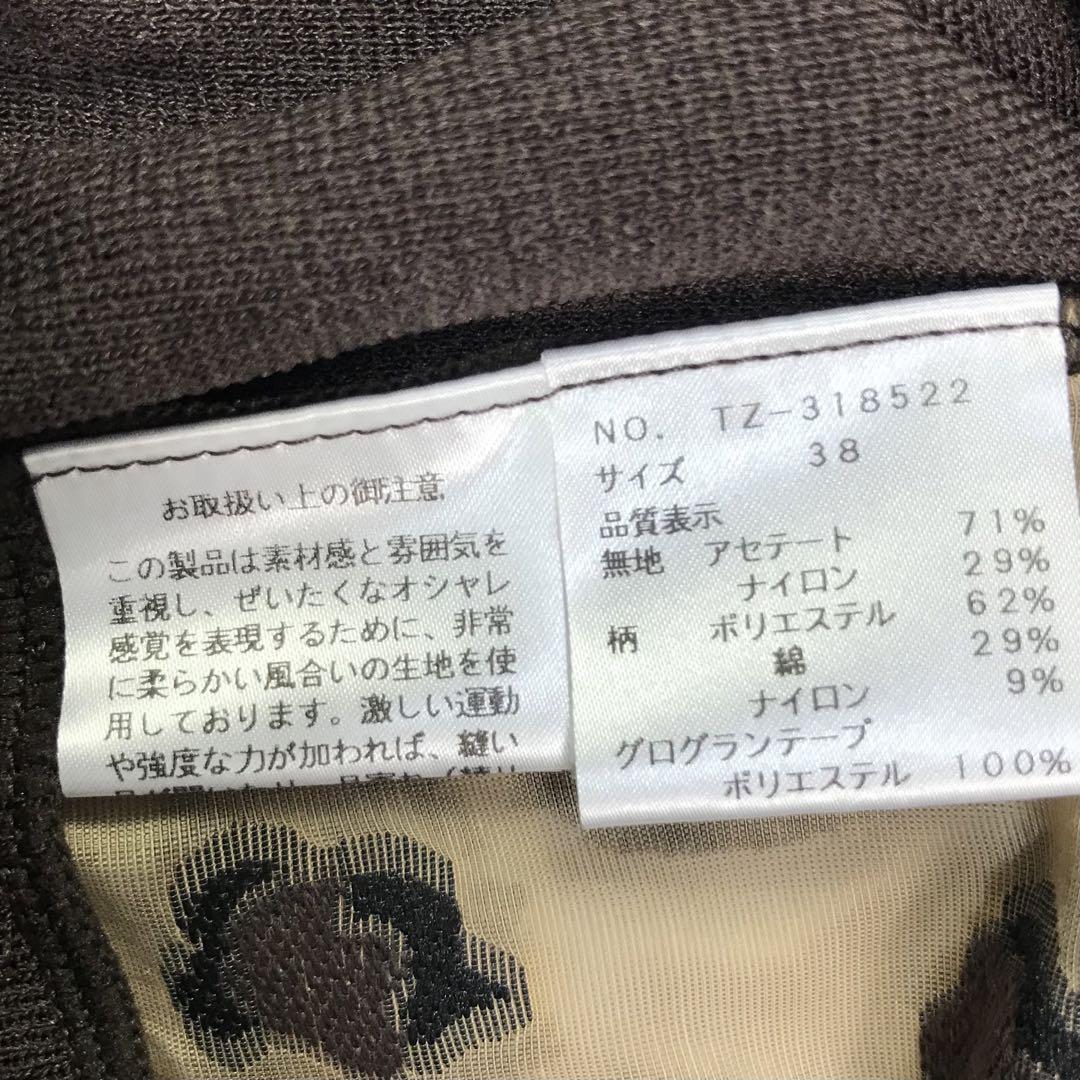 お取扱い上の御注意
この製品は素材感と雰囲気を
重視し、ぜいたくなオシャレ
感覚を表現するために、非常
に柔らかい風合いの生地を使
用しております。激しい運動
や強度な力が加われば、縫い
NO. TZ-318522
サイズ 38
品質表示
無地 アセテート 71%
ナイロン 29%
柄 ポリエステル 62%
綿 29%
ナイロン 9%
グログランテープ
ポリエステル 100%